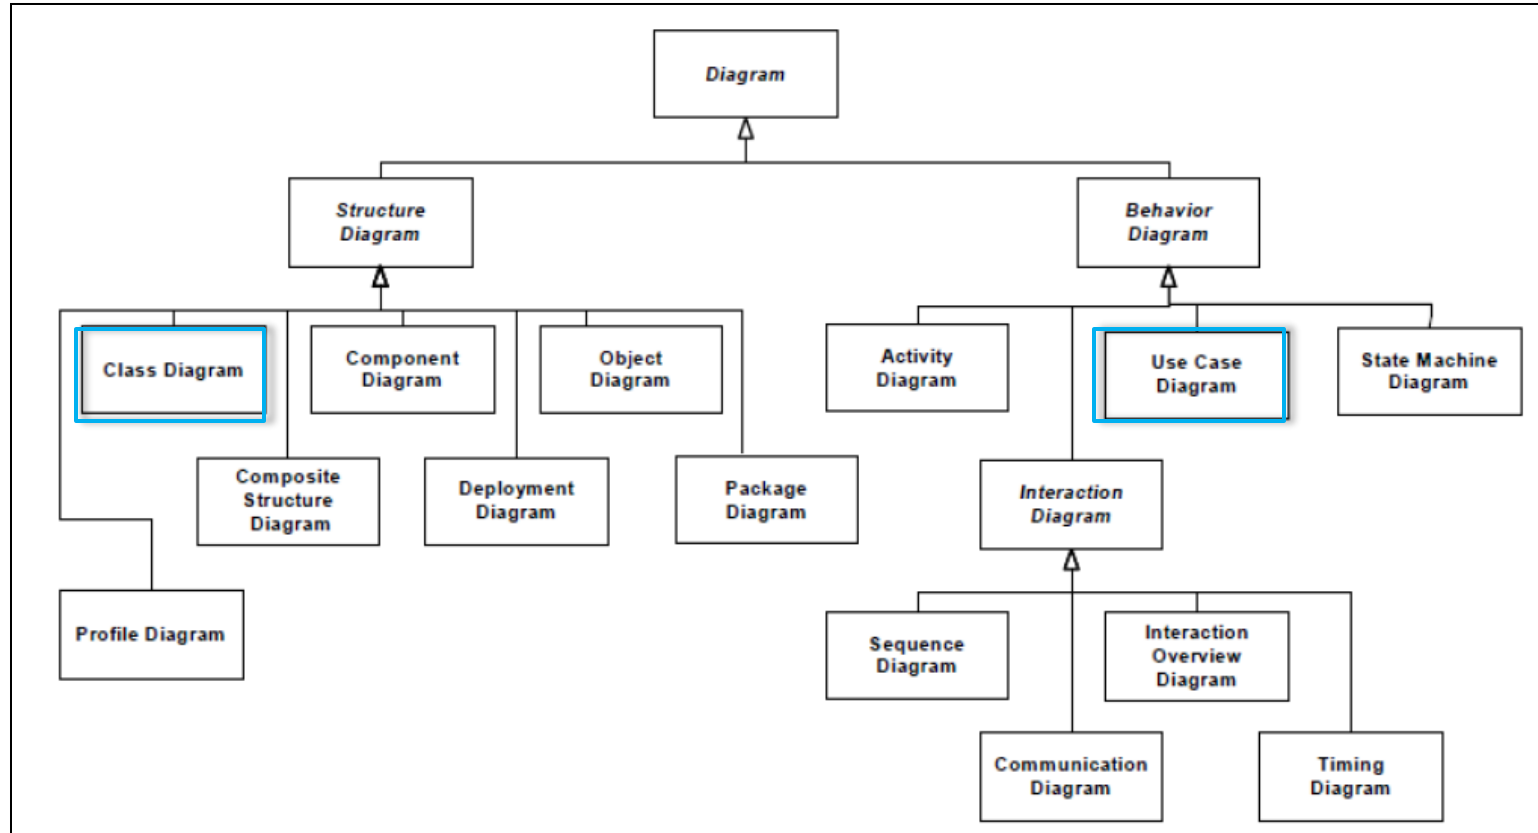 Diagram
Structure
Diagram
Behavior
Diagram
Class Diagram
Component
Diagram
Object
Diagram
Activity
Diagram
Use Case
Diagram
State Machine
Diagram
Composite
Structure
Diagram
Deployment
Diagram
Package
Diagram
Interaction
Diagram
Profile Diagram
Sequence
Diagram
Interaction
Overview
Diagram
Communication
Diagram
Timing
Diagram